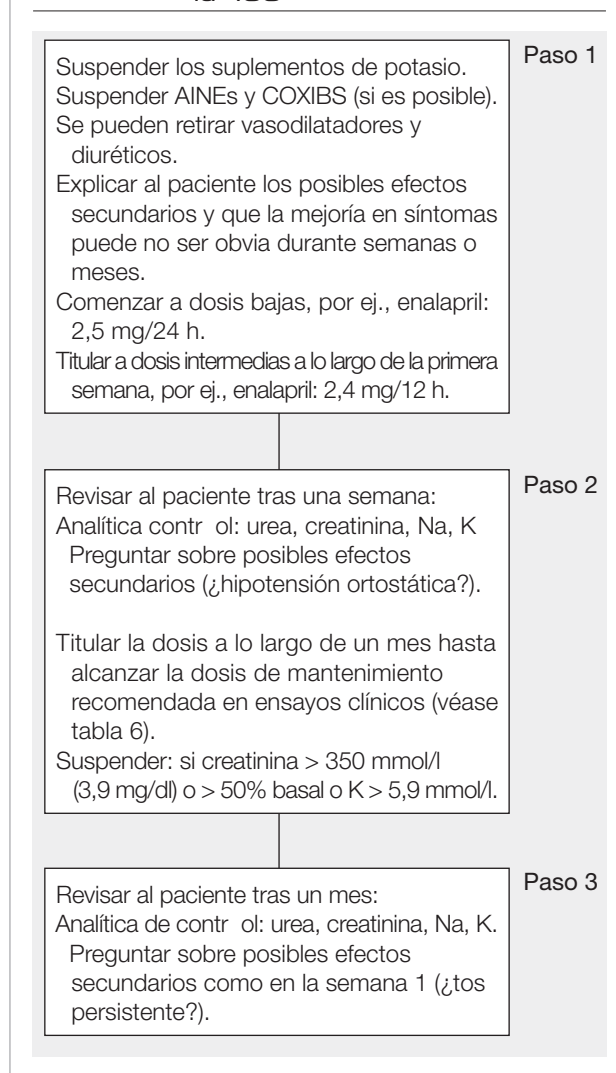 Paso 1
Suspender los suplementos de potasio.
Suspender AINEs y COXIBS (si es posible).
Se pueden retirar vasodilatadores y
diuréticos.
Explicar al paciente los posibles efectos
secundarios y que la mejoría en síntomas
puede no ser obvia durante semanas o
meses.
Comenzar a dosis bajas, por ej., enalapril:
2,5 mg/24 h.
Titular a dosis intermedias a lo largo de la primera
semana, por ej., enalapril: 2,4 mg/12 h.
Paso 2
Revisar al paciente tras una semana:
Analítica contr ol: urea, creatinina, Na, K
Preguntar sobre posibles efectos
secundarios (¿hipotensión ortostática?).
Titular la dosis a lo largo de un mes hasta
alcanzar la dosis de mantenimiento
recomendada en ensayos clínicos (véase
tabla 6).
Suspender: si creatinina > 350 mmol/l
(3,9 mg/dl) o > 50% basal o K > 5,9 mmol/l.
Paso 3
Revisar al paciente tras un mes:
Analítica de contr ol: urea, creatinina, Na, K.
Preguntar sobre posibles efectos
secundarios como en la semana 1 (¿tos
persistente?).